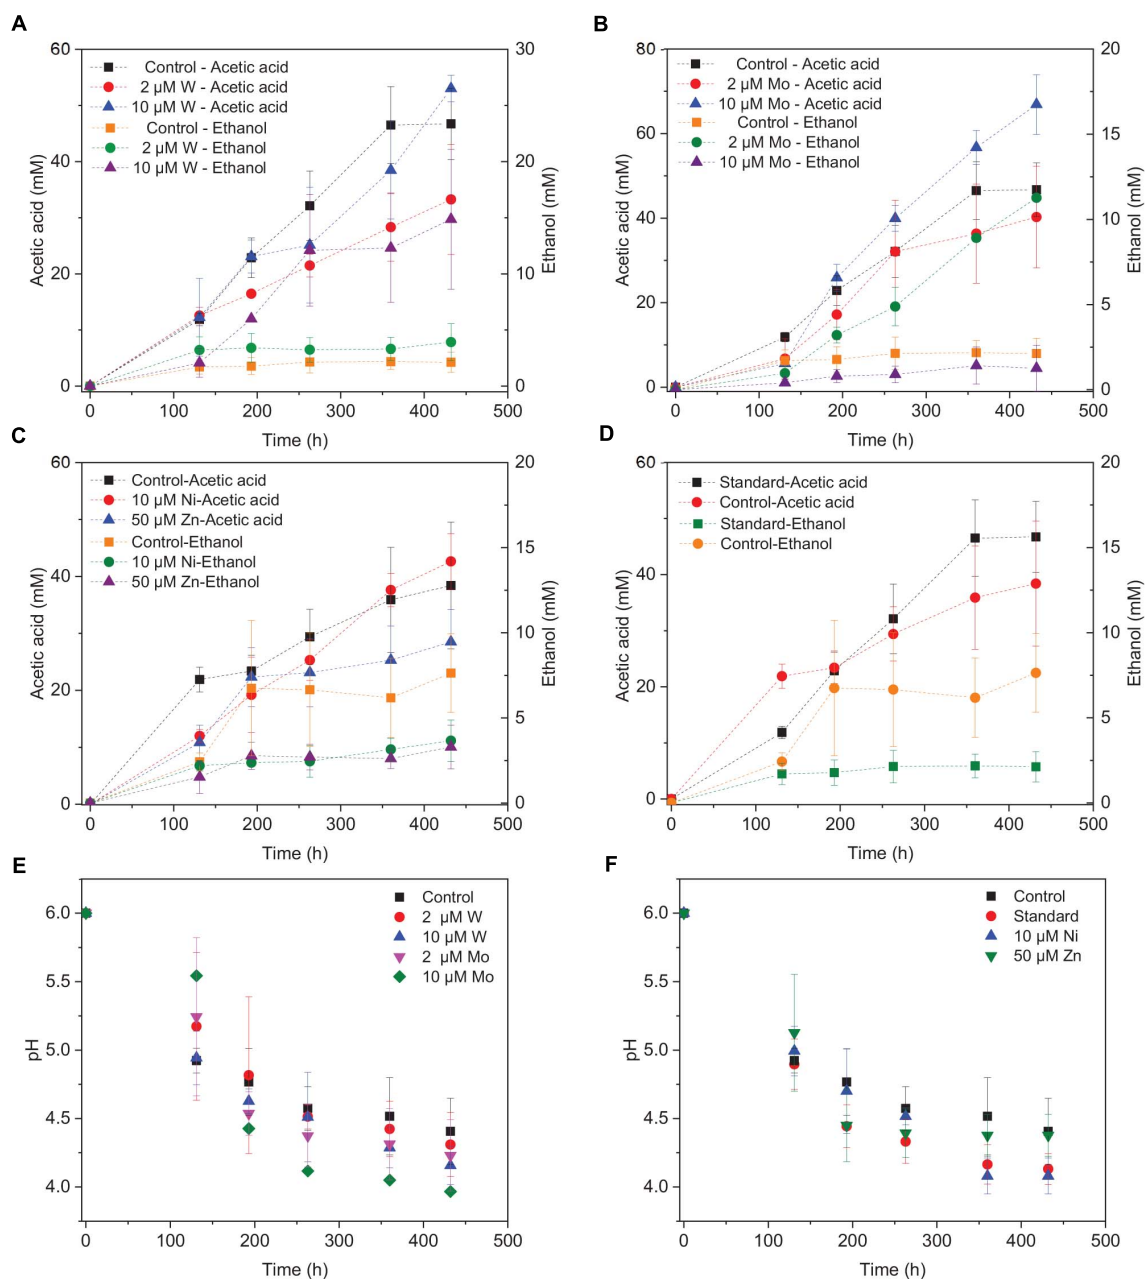 A
60
40
20
0
Acetic acid (mM)
30
20
10
0
Ethanol (mM)
Control - Acetic acid
2 µM W - Acetic acid
10 µM W - Acetic acid
Control - Ethanol
2 µM W - Ethanol
10 µM W - Ethanol
0 100 200 300 400 500
Time (h)
B
80
60
40
20
0
Acetic acid (mM)
20
15
10
5
0
Ethanol (mM)
Control - Acetic acid
2 µM Mo - Acetic acid
10 µM Mo - Acetic acid
Control - Ethanol
2 µM Mo - Ethanol
10 µM Mo - Ethanol
0 100 200 300 400 500
Time (h)
C
60
40
20
0
Acetic acid (mM)
20
15
10
5
0
Ethanol (mM)
Control-Acetic acid
10 µM Ni-Acetic acid
50 µM Zn-Acetic acid
Control-Ethanol
10 µM Ni-Ethanol
50 µM Zn-Ethanol
0 100 200 300 400 500
Time (h)
D
60
40
20
0
Acetic acid (mM)
20
15
10
5
0
Ethanol (mM)
Standard-Acetic acid
Control-Acetic acid
Standard-Ethanol
Control-Ethanol
0 100 200 300 400 500
Time (h)
E
6.0
5.5
5.0
4.5
4.0
pH
Control
2 µM W
10 µM W
2 µM Mo
10 µM Mo
0 100 200 300 400 500
Time (h)
F
6.0
5.5
5.0
4.5
4.0
pH
Control
Standard
10 µM Ni
50 µM Zn
0 100 200 300 400 500
Time (h)